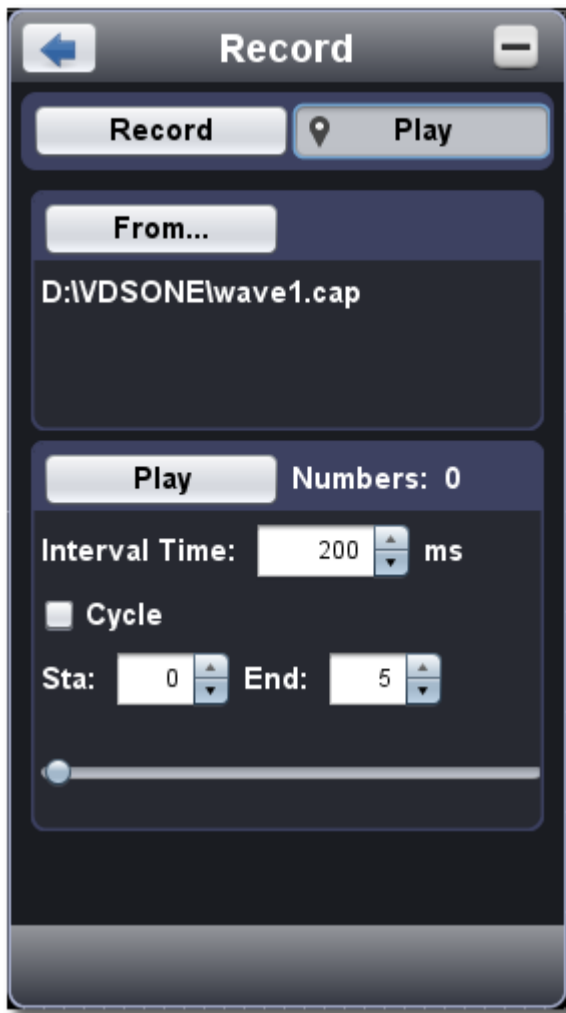 Record
Record Play
From...
D:\VDSONE\wave1.cap
Play Numbers: 0
Interval Time: 200 ms
Cycle
Sta: 0 End: 5